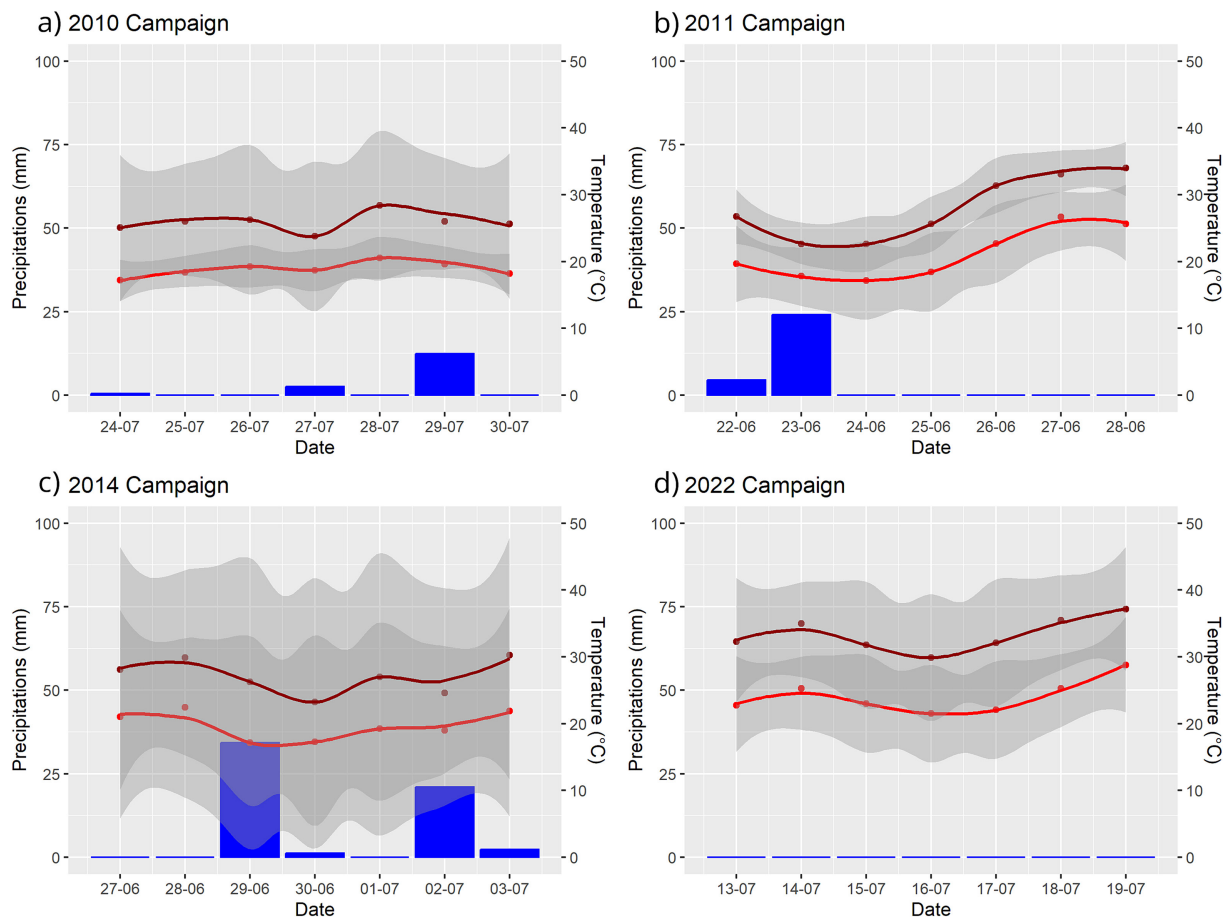 a) 2010 Campaign
100
75
50
25
0
Precipitations (mm)
50
40
30
20
10
0
Temperature (°C)
24-07 25-07 26-07 27-07 28-07 29-07 30-07
Date
b) 2011 Campaign
100
75
50
25
0
Precipitations (mm)
50
40
30
20
10
0
Temperature (°C)
22-06 23-06 24-06 25-06 26-06 27-06 28-06
Date
c) 2014 Campaign
100
75
50
25
0
Precipitations (mm)
50
40
30
20
10
0
Temperature (°C)
27-06 28-06 29-06 30-06 01-07 02-07 03-07
Date
d) 2022 Campaign
100
75
50
25
0
Precipitations (mm)
50
40
30
20
10
0
Temperature (°C)
13-07 14-07 15-07 16-07 17-07 18-07 19-07
Date